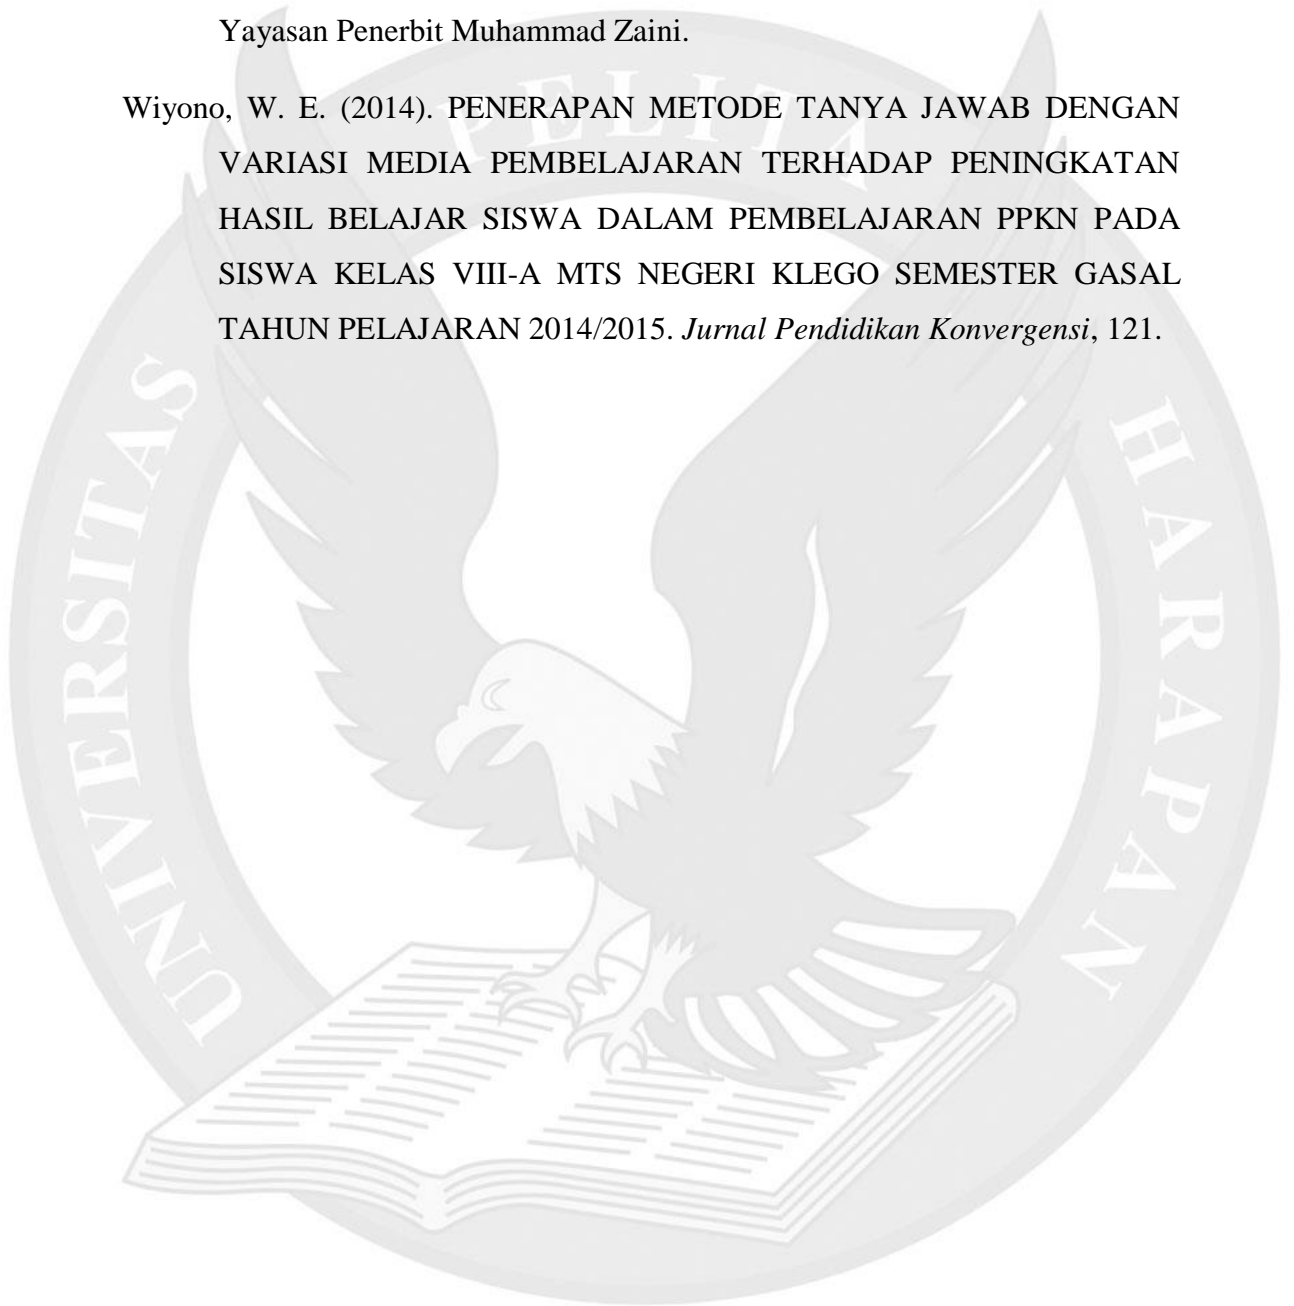 Yayasan Penerbit Muhammad Zaini.
Wiyono, W. E. (2014). PENERAPAN METODE TANYA JAWAB DENGAN
VARIASI MEDIA PEMBELAJARAN TERHADAP PENINGKATAN
HASIL BELAJAR SISWA DALAM PEMBELAJARAN PPKN PADA
SISWA KELAS VIII-A MTS NEGERI KLEGO SEMESTER GASAL
TAHUN PELAJARAN 2014/2015. Jurnal Pendidikan Konvergensi, 121.
UNIVERSITAS
PELITA
HARAPAN